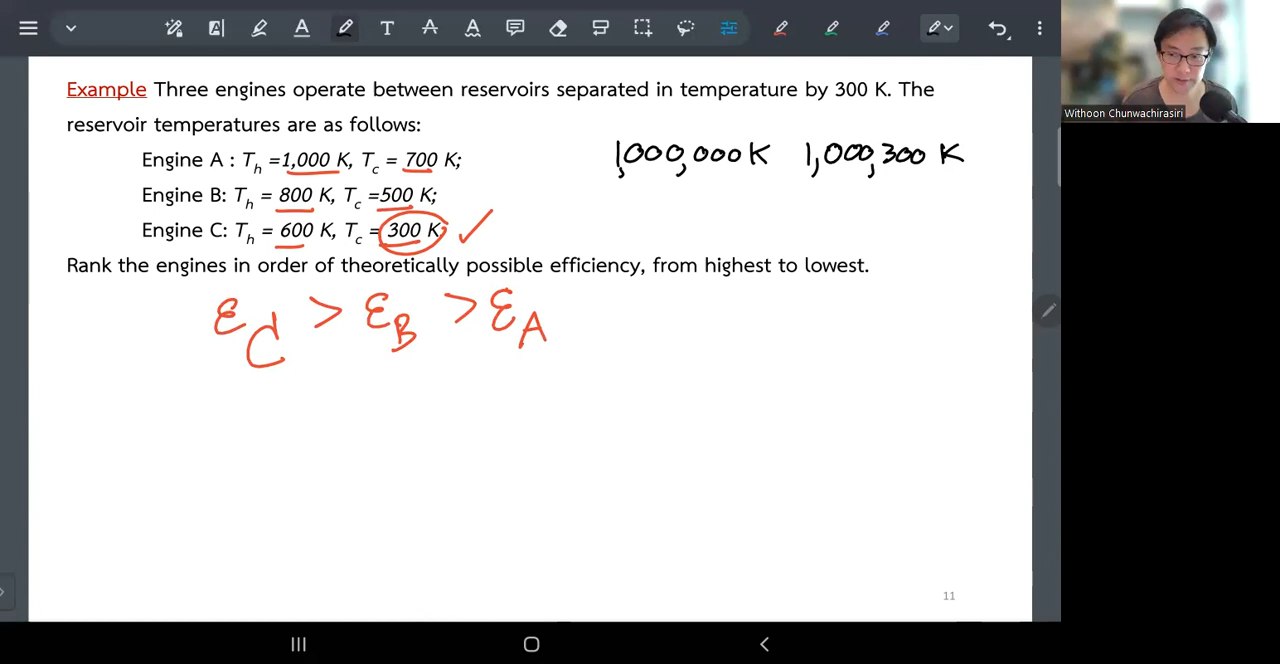 Withoon Chunwachirasiri
Example Three engines operate between reservoirs separated in temperature by 300 K. The
reservoir temperatures are as follows:
Engine A : Th =1,000 K, Tc = 700 K;
1,000,000 K 1,000,300 K
Engine B: Th = 800 K, Tc =500 K;
Engine C: Th = 600 K, Tc = 300 K; ✓
Rank the engines in order of theoretically possible efficiency, from highest to lowest.
εC > εB > εA
11